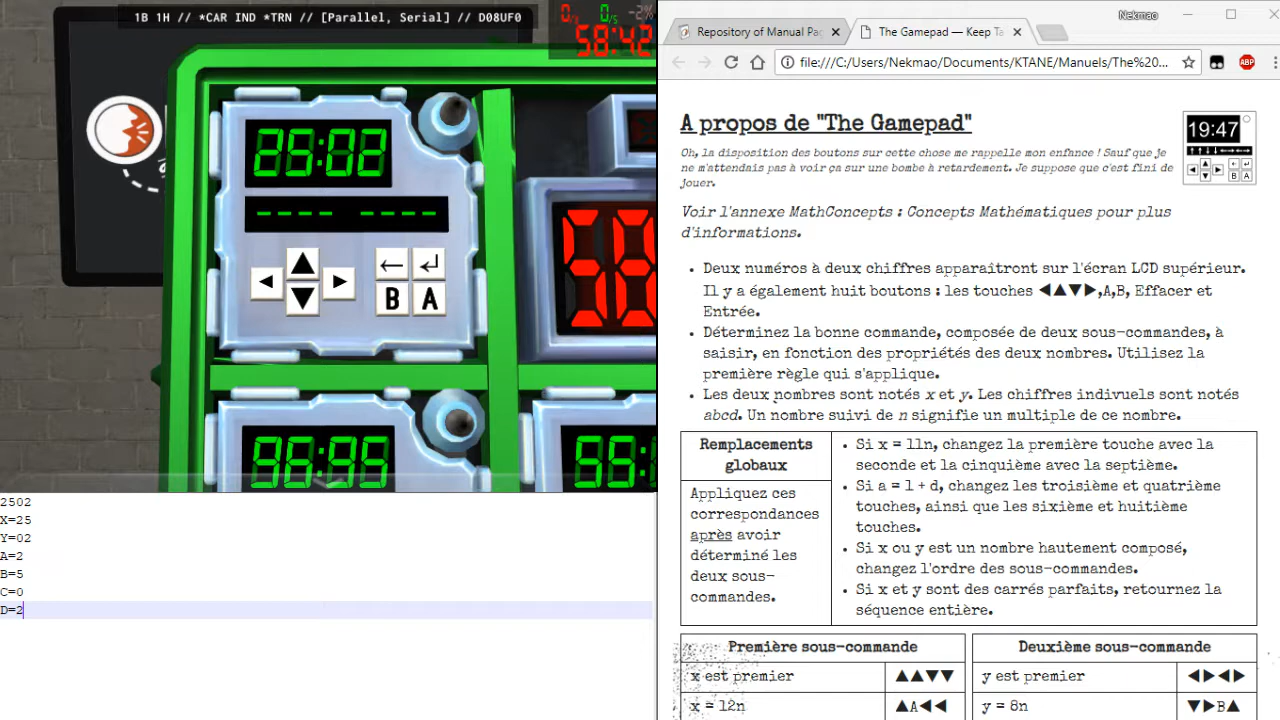 1B 1H // *CAR IND *TRN // [Parallel, Serial] // D08UF0
-2%
58:42
25:02
B A
96:95
2502
X=25
Y=02
A=2
B=5
C=0
D=2
Nekmao
Repository of Manual Pag
The Gamepad — Keep Ta
file:///C:/Users/Nekmao/Documents/KTANE/Manuels/The%20...
ABP
A propos de "The Gamepad"
19:47
B A
Oh, la disposition des boutons sur cette chose me rappelle mon enfance ! Sauf que je
ne m'attendais pas à voir ça sur une bombe à retardement. Je suppose que c'est fini de
jouer.
Voir l'annexe MathConcepts : Concepts Mathématiques pour plus
d'informations.
• Deux numéros à deux chiffres apparaîtront sur l'écran LCD supérieur.
Il y a également huit boutons : les touches ◀▲▼▶,A,B, Effacer et
Entrée.
• Déterminez la bonne commande, composée de deux sous-commandes, à
saisir, en fonction des propriétés des deux nombres. Utilisez la
première règle qui s'applique.
• Les deux nombres sont notés x et y. Les chiffres indivuels sont notés
abcd. Un nombre suivi de n signifie un multiple de ce nombre.
Remplacements
globaux
Appliquez ces
correspondances
après avoir
déterminé les
deux sous-
commandes.
• Si x = 11n, changez la première touche avec la
seconde et la cinquième avec la septième.
• Si a = 1 + d, changez les troisième et quatrième
touches, ainsi que les sixième et huitième
touches.
• Si x ou y est un nombre hautement composé,
changez l'ordre des sous-commandes.
• Si x et y sont des carrés parfaits, retournez la
séquence entière.
Première sous-commande
x est premier ▲▲▼▼
x = 12n ▲A◀◀
Deuxième sous-commande
y est premier ◀▶◀▶
y = 8n ▼▶B▲